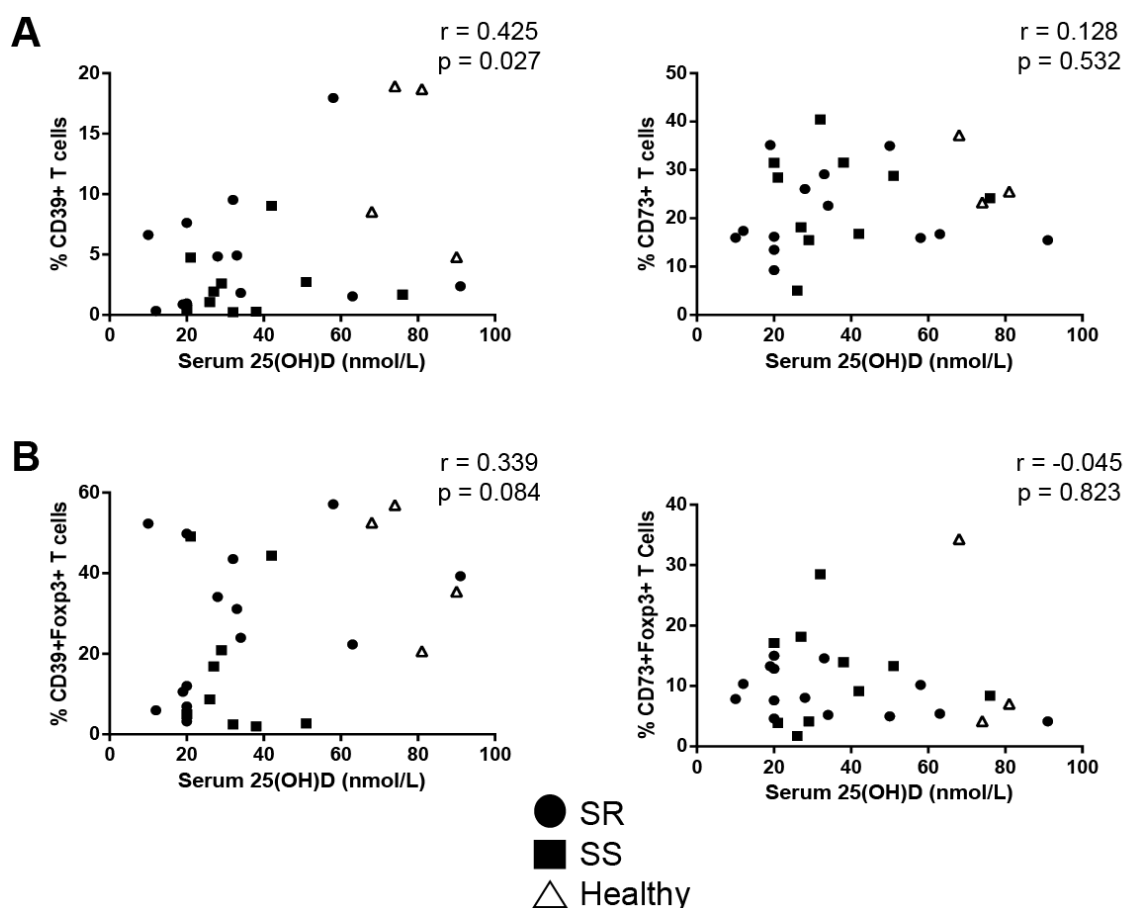 A
r = 0.425
p = 0.027
20
15
10
5
0
% CD39+ T cells
0 20 40 60 80 100
Serum 25(OH)D (nmol/L)
r = 0.128
p = 0.532
50
40
30
20
10
0
% CD73+ T cells
0 20 40 60 80 100
Serum 25(OH)D (nmol/L)
B
r = 0.339
p = 0.084
60
40
20
0
% CD39+Foxp3+ T cells
0 20 40 60 80 100
Serum 25(OH)D (nmol/L)
r = -0.045
p = 0.823
40
30
20
10
0
% CD73+Foxp3+ T Cells
0 20 40 60 80 100
Serum 25(OH)D (nmol/L)
SR
SS
Healthy